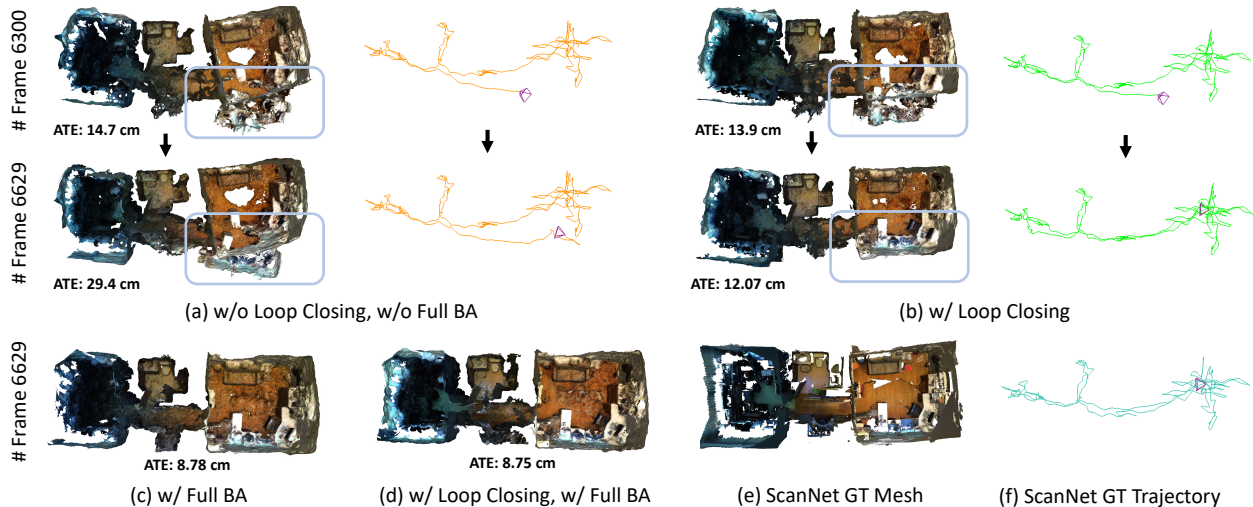 # Frame 6300
ATE: 14.7 cm
ATE: 13.9 cm
# Frame 6629
ATE: 29.4 cm
ATE: 12.07 cm
(a) w/o Loop Closing, w/o Full BA
(b) w/ Loop Closing
# Frame 6629
ATE: 8.78 cm
ATE: 8.75 cm
(c) w/ Full BA
(d) w/ Loop Closing, w/ Full BA
(e) ScanNet GT Mesh
(f) ScanNet GT Trajectory